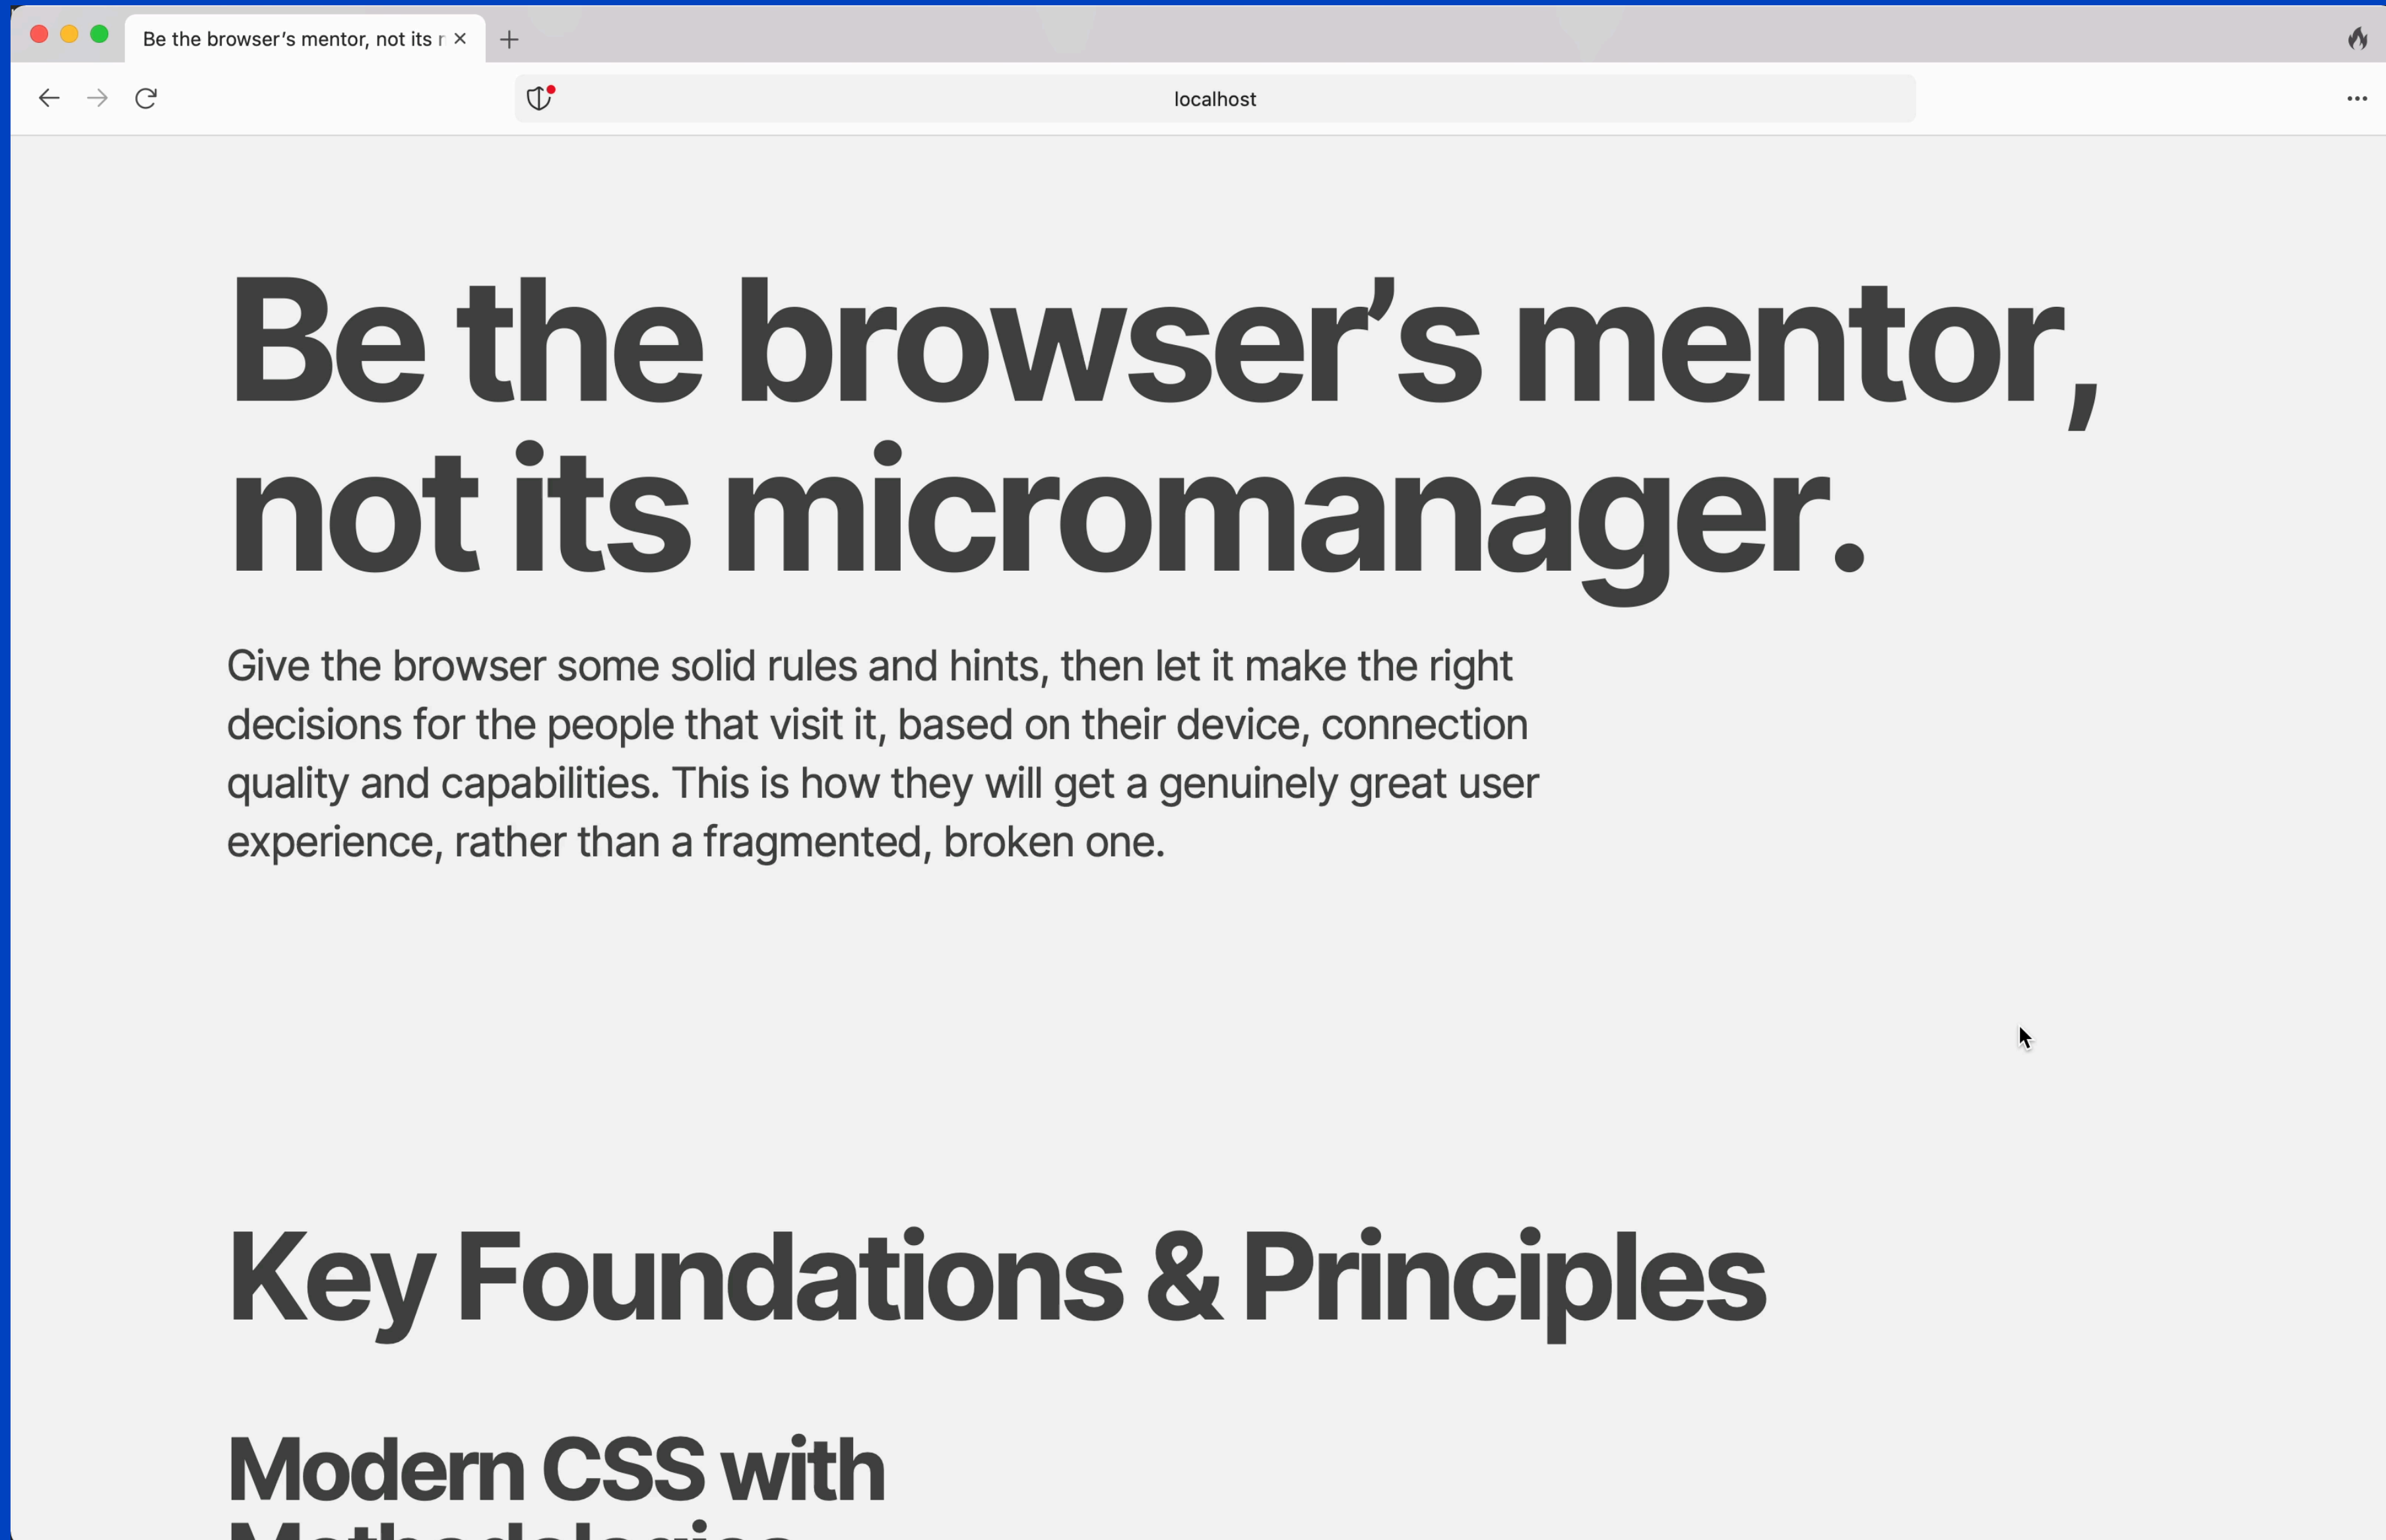 Be the browser’s mentor, not its
localhost
Be the browser’s mentor,
not its micromanager.
Give the browser some solid rules and hints, then let it make the right
decisions for the people that visit it, based on their device, connection
quality and capabilities. This is how they will get a genuinely great user
experience, rather than a fragmented, broken one.
Key Foundations & Principles
Modern CSS with